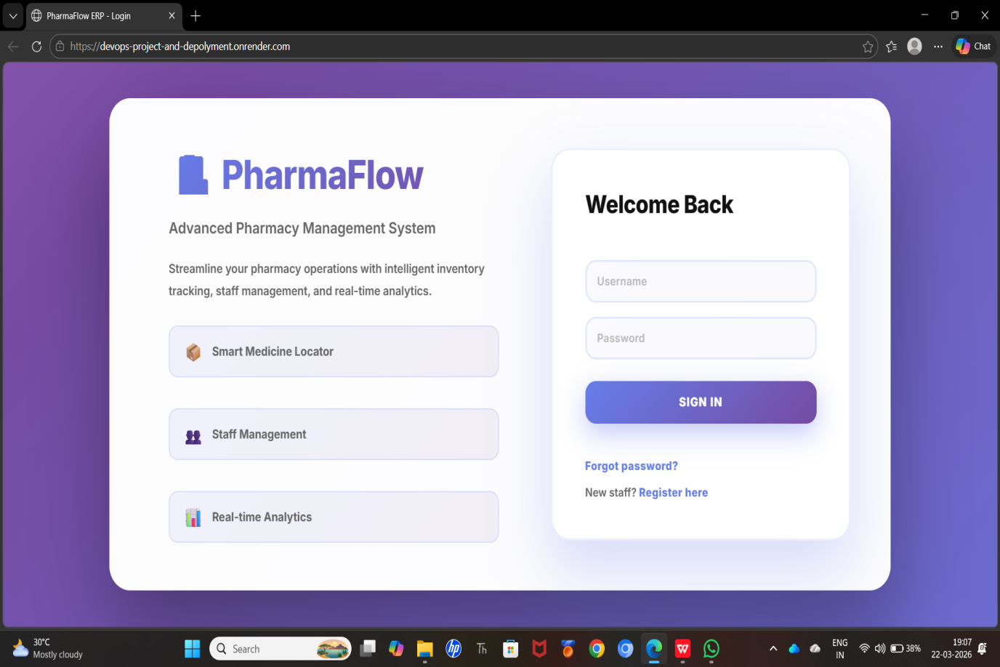 PharmaFlow ERP - Login
https://devops-project-and-depolyment.onrender.com
Chat
PharmaFlow
Advanced Pharmacy Management System
Streamline your pharmacy operations with intelligent inventory
tracking, staff management, and real-time analytics.
Smart Medicine Locator
Staff Management
Real-time Analytics
Welcome Back
Username
Password
SIGN IN
Forgot password?
New staff? Register here
30°C
Mostly cloudy
Search
hp
Th
W
ENG
IN
38%
19:07
22-03-2026